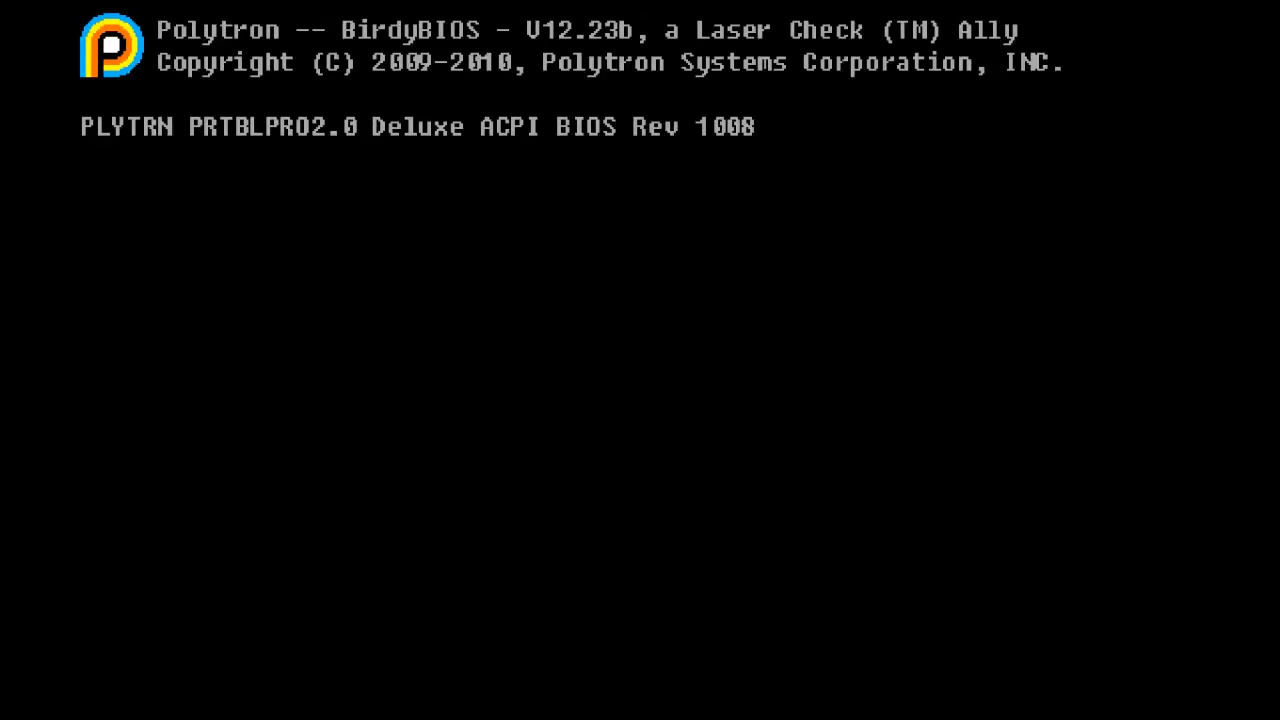 Polytron -- BirdyBIOS - V12.23b, a Laser Check (TM) Ally
Copyright (C) 2009-2010, Polytron Systems Corporation, INC.
PLYTRN PRTBLPRO2.0 Deluxe ACPI BIOS Rev 1008